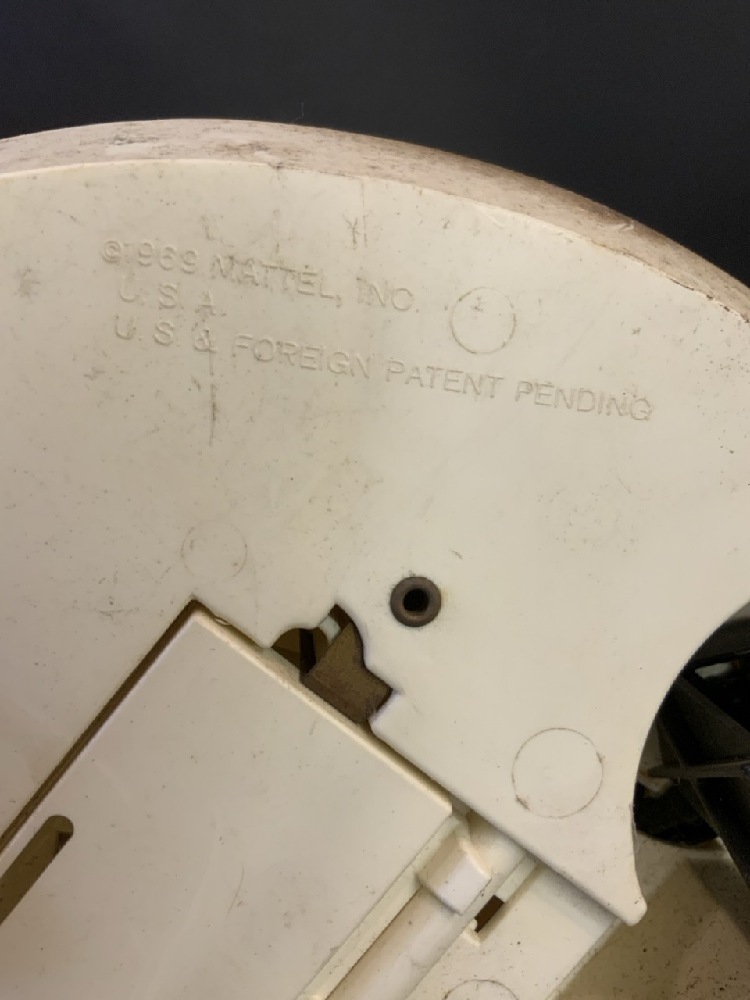 ©1969 MATTEL, INC.
U. S. A.
U S & FOREIGN PATENT PENDING